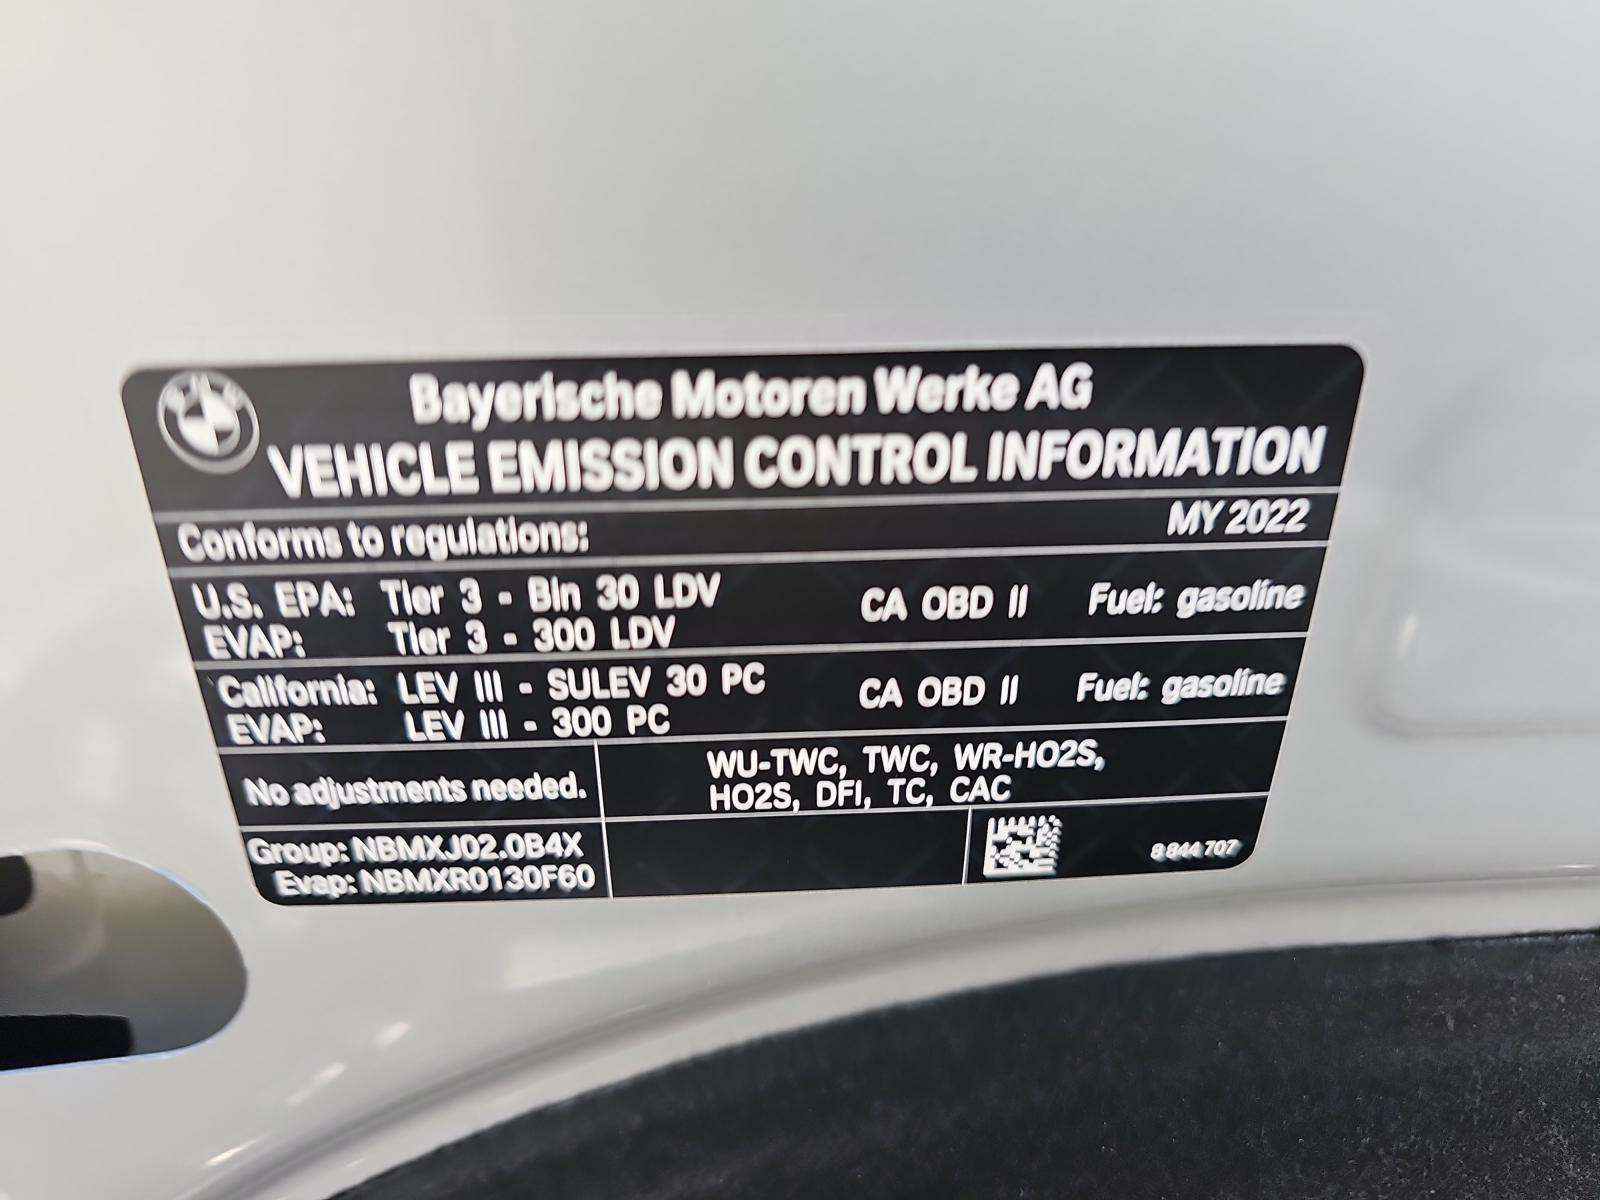 Bayerische Motoren Werke AG
VEHICLE EMISSION CONTROL INFORMATION
Conforms to regulations: MY 2022
U.S. EPA: Tier 3 - Bin 30 LDV CA OBD II Fuel: gasoline
EVAP: Tier 3 - 300 LDV
California: LEV III - SULEV 30 PC CA OBD II Fuel: gasoline
EVAP: LEV III - 300 PC
No adjustments needed.
WU-TWC, TWC, WR-HO2S,
HO2S, DFI, TC, CAC
Group: NBMXJ02.0B4X
Evap: NBMXR0130F60
8 844 707